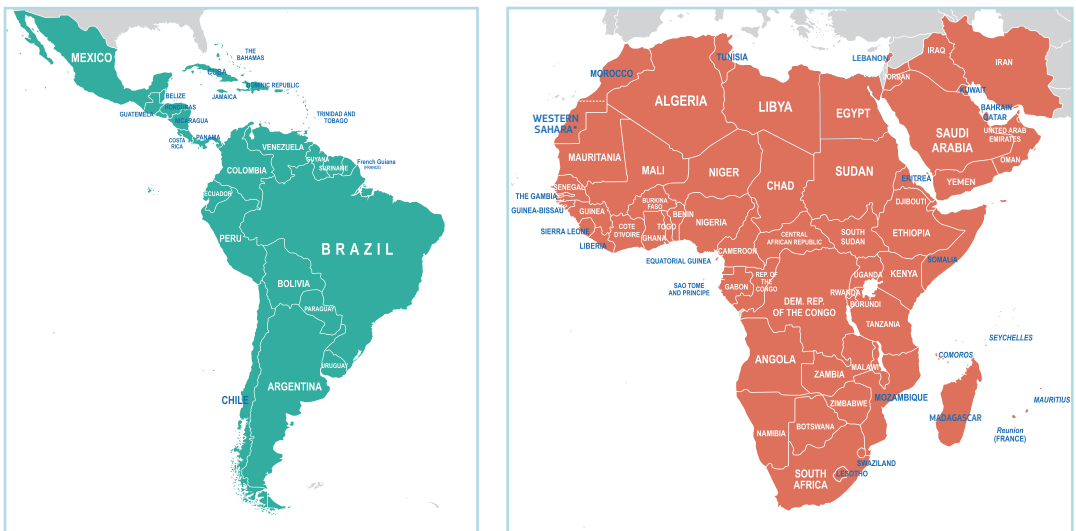 MEXICO
THE
BAHAMAS
CUBA
DOMINIC REPUBLIC
JAMAICA
BELIZE
HONDURAS
GUATEMELA
NICARAGUA
TRINIDAD AND
TOBAGO
COSTA
RICA
PANAMA
VENEZUELA
GUYANA
SURINAME
French Guiana
(FRANCE)
COLOMBIA
ECUADOR
PERU
BRAZIL
BOLIVIA
PARAGUAY
URUGUAY
ARGENTINA
CHILE
TUNISIA
LEBANON
IRAQ
IRAN
MOROCCO
JORDAN
KUWAIT
ALGERIA
LIBYA
EGYPT
BAHRAIN
QATAR
WESTERN
SAHARA*
SAUDI
ARABIA
UNITED ARAB
EMIRATES
OMAN
MAURITANIA
MALI
NIGER
CHAD
SUDAN
ERITREA
YEMEN
SENEGAL
THE GAMBIA
GUINEA-BISSAU
GUINEA
BURKINA
FASO
BENIN
NIGERIA
DJIBOUTI
SIERRA LEONE
LIBERIA
COTE
D'IVOIRE
GHANA
TOGO
CENTRAL
AFRICAN REPUBLIC
SOUTH
SUDAN
ETHIOPIA
CAMEROON
EQUATORIAL GUINEA
SOMALIA
SAO TOME
AND PRINCIPE
GABON
REP. OF
THE
CONGO
UGANDA
KENYA
RWANDA
BURUNDI
DEM. REP.
OF THE CONGO
TANZANIA
SEYCHELLES
COMOROS
ANGOLA
ZAMBIA
MALAWI
MOZAMBIQUE
ZIMBABWE
MADAGASCAR
MAURITIUS
Reunion
(FRANCE)
NAMIBIA
BOTSWANA
SWAZILAND
LESOTHO
SOUTH
AFRICA